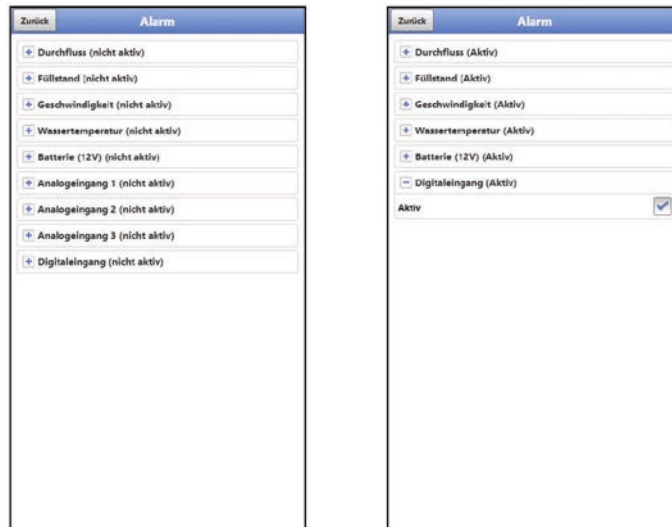 Zurück Alarm
Durchfluss (nicht aktiv)
Füllstand (nicht aktiv)
Geschwindigkeit (nicht aktiv)
Wassertemperatur (nicht aktiv)
Batterie (12V) (nicht aktiv)
Analogeingang 1 (nicht aktiv)
Analogeingang 2 (nicht aktiv)
Analogeingang 3 (nicht aktiv)
Digitaleingang (nicht aktiv)
Zurück Alarm
Durchfluss (Aktiv)
Füllstand (Aktiv)
Geschwindigkeit (Aktiv)
Wassertemperatur (Aktiv)
Batterie (12V) (Aktiv)
Digitaleingang (Aktiv)
Aktiv